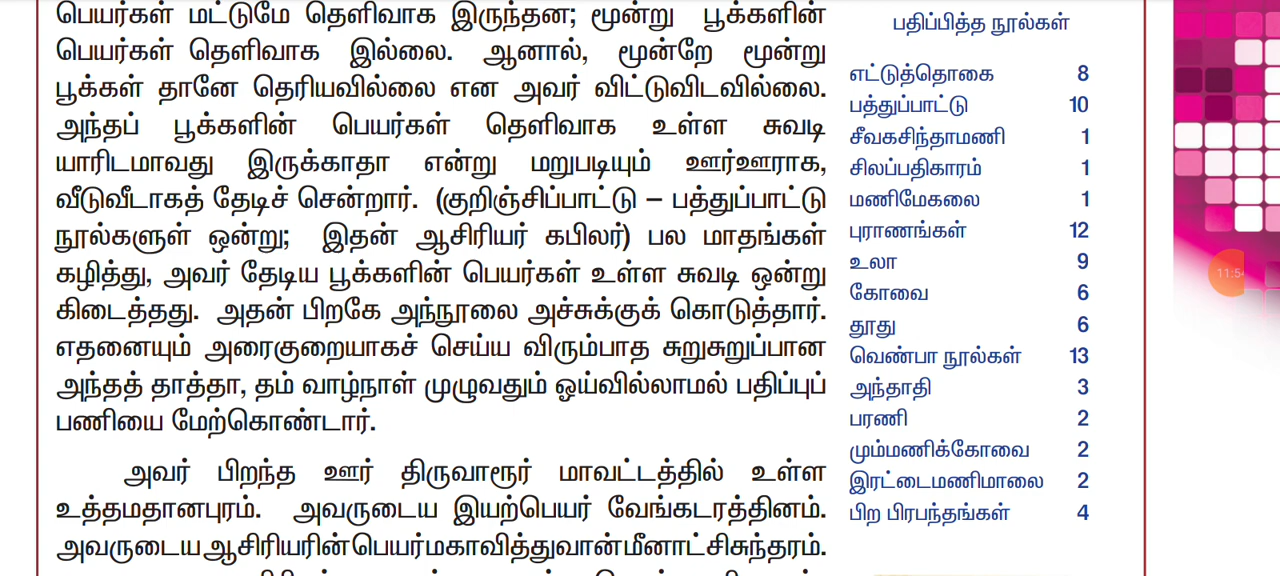 பெயர்கள் மட்டுமே தெளிவாக இருந்தன; மூன்று பூக்களின்
பெயர்கள் தெளிவாக இல்லை. ஆனால், மூன்றே மூன்று
பூக்கள் தானே தெரியவில்லை என அவர் விட்டுவிடவில்லை.
அந்தப் பூக்களின் பெயர்கள் தெளிவாக உள்ள சுவடி
யாரிடமாவது இருக்காதா என்று மறுபடியும் ஊர்ஊராக,
வீடுவீடாகத் தேடிச் சென்றார். (குறிஞ்சிப்பாட்டு – பத்துப்பாட்டு
நூல்களுள் ஒன்று; இதன் ஆசிரியர் கபிலர்) பல மாதங்கள்
கழித்து, அவர் தேடிய பூக்களின் பெயர்கள் உள்ள சுவடி ஒன்று
கிடைத்தது. அதன் பிறகே அந்நூலை அச்சுக்குக் கொடுத்தார்.
எதனையும் அரைகுறையாகச் செய்ய விரும்பாத சுறுசுறுப்பான
அந்தத் தாத்தா, தம் வாழ்நாள் முழுவதும் ஓய்வில்லாமல் பதிப்புப்
பணியை மேற்கொண்டார்.
அவர் பிறந்த ஊர் திருவாரூர் மாவட்டத்தில் உள்ள
உத்தமதானபுரம். அவருடைய இயற்பெயர் வேங்கடரத்தினம்.
அவருடைய ஆசிரியரின் பெயர் மகாவித்துவான் மீனாட்சிசுந்தரம்.
பதிப்பித்த நூல்கள்
எட்டுத்தொகை 8
பத்துப்பாட்டு 10
சீவகசிந்தாமணி 1
சிலப்பதிகாரம் 1
மணிமேகலை 1
புராணங்கள் 12
உலா 9
கோவை 6
தூது 6
வெண்பா நூல்கள் 13
அந்தாதி 3
பரணி 2
மும்மணிக்கோவை 2
இரட்டைமணிமாலை 2
பிற பிரபந்தங்கள் 4
11:54